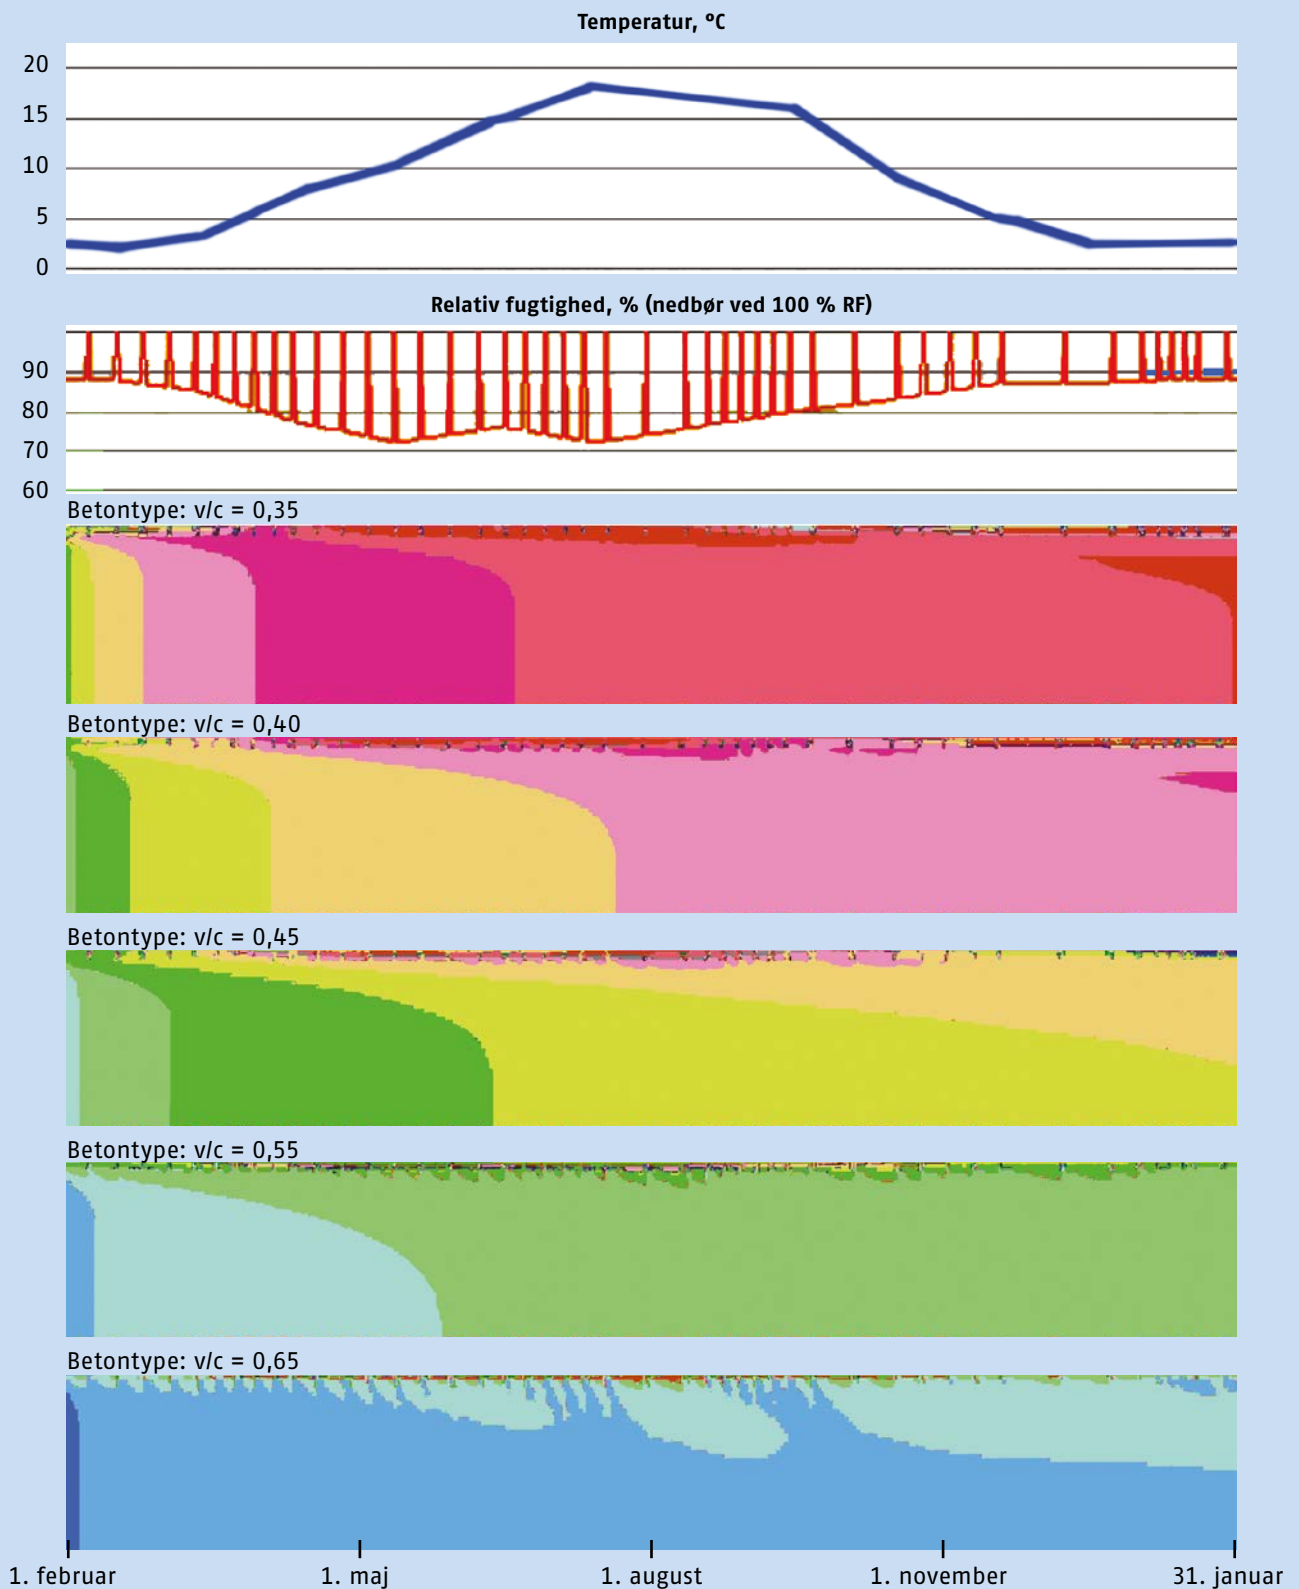 Temperatur, °C
20
15
10
5
0
Relativ fugtighed, % (nedbør ved 100 % RF)
90
80
70
60
Betontype: v/c = 0,35
Betontype: v/c = 0,40
Betontype: v/c = 0,45
Betontype: v/c = 0,55
Betontype: v/c = 0,65
1. februar 1. maj 1. august 1. november 31. januar